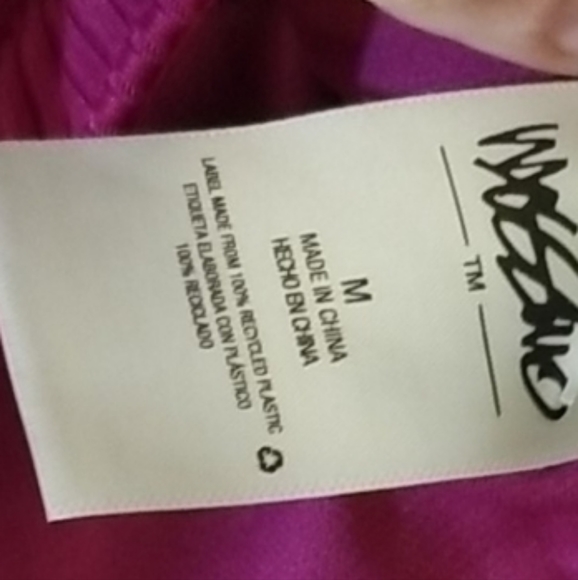 MOSSIMO
TM
M
MADE IN CHINA
HECHO EN CHINA
LABEL MADE FROM 100% RECYCLED PLASTIC
ETIQUETA ELABORADA CON PLÁSTICO
100% RECICLADO